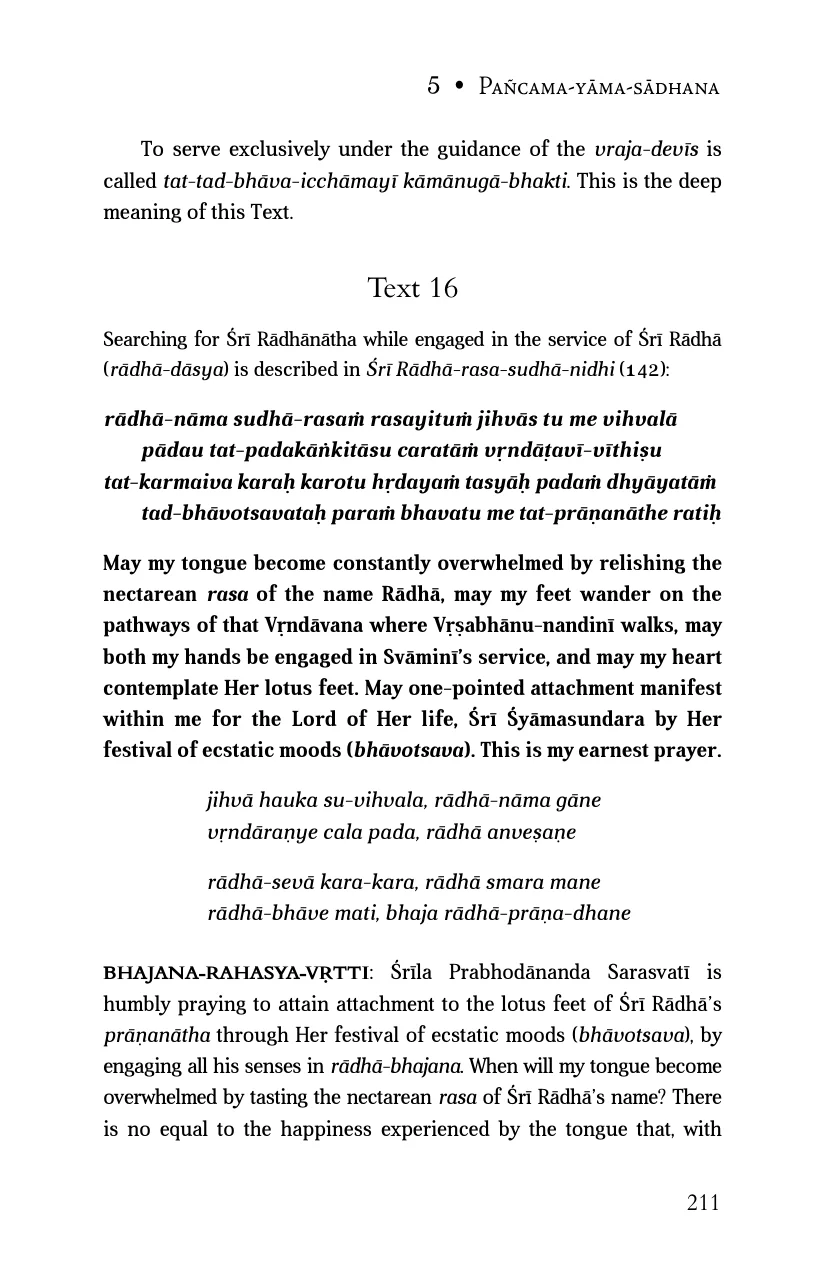 5 • Pañcama-yāma-sādhana
To serve exclusively under the guidance of the vraja-devīs is
called tat-tad-bhāva-icchāmayī kāmānugā-bhakti. This is the deep
meaning of this Text.
Text 16
Searching for Śrī Rādhānātha while engaged in the service of Śrī Rādhā
(rādhā-dāsya) is described in Śrī Rādhā-rasa-sudhā-nidhi (142):
rādhā-nāma sudhā-rasaṁ rasayituṁ jihvās tu me vihvalā
pādau tat-padakāṅkitāsu caratāṁ vṛndāṭavī-vīthiṣu
tat-karmaiva karaḥ karotu hṛdayaṁ tasyāḥ padaṁ dhyāyatāṁ
tad-bhāvotsavataḥ paraṁ bhavatu me tat-prāṇanāthe ratiḥ
May my tongue become constantly overwhelmed by relishing the
nectarean rasa of the name Rādhā, may my feet wander on the
pathways of that Vṛndāvana where Vṛṣabhānu-nandinī walks, may
both my hands be engaged in Svāminī’s service, and may my heart
contemplate Her lotus feet. May one-pointed attachment manifest
within me for the Lord of Her life, Śrī Śyāmasundara by Her
festival of ecstatic moods (bhāvotsava). This is my earnest prayer.
jihvā hauka su-vihvala, rādhā-nāma gāne
vṛndāraṇye cala pada, rādhā anveṣaṇe
rādhā-sevā kara-kara, rādhā smara mane
rādhā-bhāve mati, bhaja rādhā-prāṇa-dhane
BHAJANA-RAHASYA-VṚTTI: Śrīla Prabhodānanda Sarasvatī is
humbly praying to attain attachment to the lotus feet of Śrī Rādhā’s
prāṇanātha through Her festival of ecstatic moods (bhāvotsava), by
engaging all his senses in rādhā-bhajana. When will my tongue become
overwhelmed by tasting the nectarean rasa of Śrī Rādhā’s name? There
is no equal to the happiness experienced by the tongue that, with
211